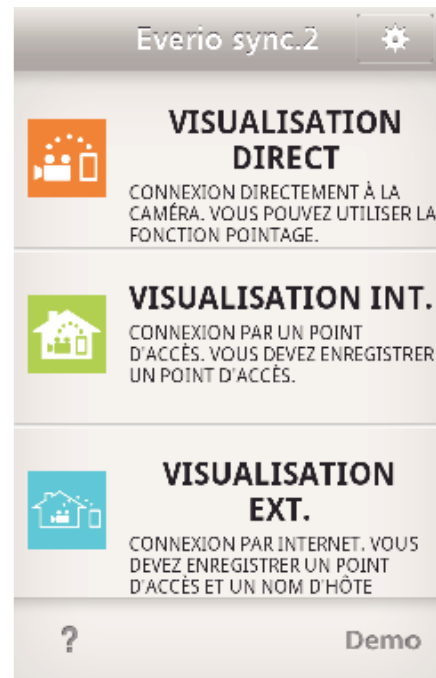 Everio sync.2
VISUALISATION
DIRECT
CONNEXION DIRECTEMENT À LA
CAMÉRA. VOUS POUVEZ UTILISER LA
FONCTION POINTAGE.
VISUALISATION INT.
CONNEXION PAR UN POINT
D'ACCÈS. VOUS DEVEZ ENREGISTRER
UN POINT D'ACCÈS.
VISUALISATION
EXT.
CONNEXION PAR INTERNET. VOUS
DEVEZ ENREGISTRER UN POINT
D'ACCÈS ET UN NOM D'HÔTE
?
Demo